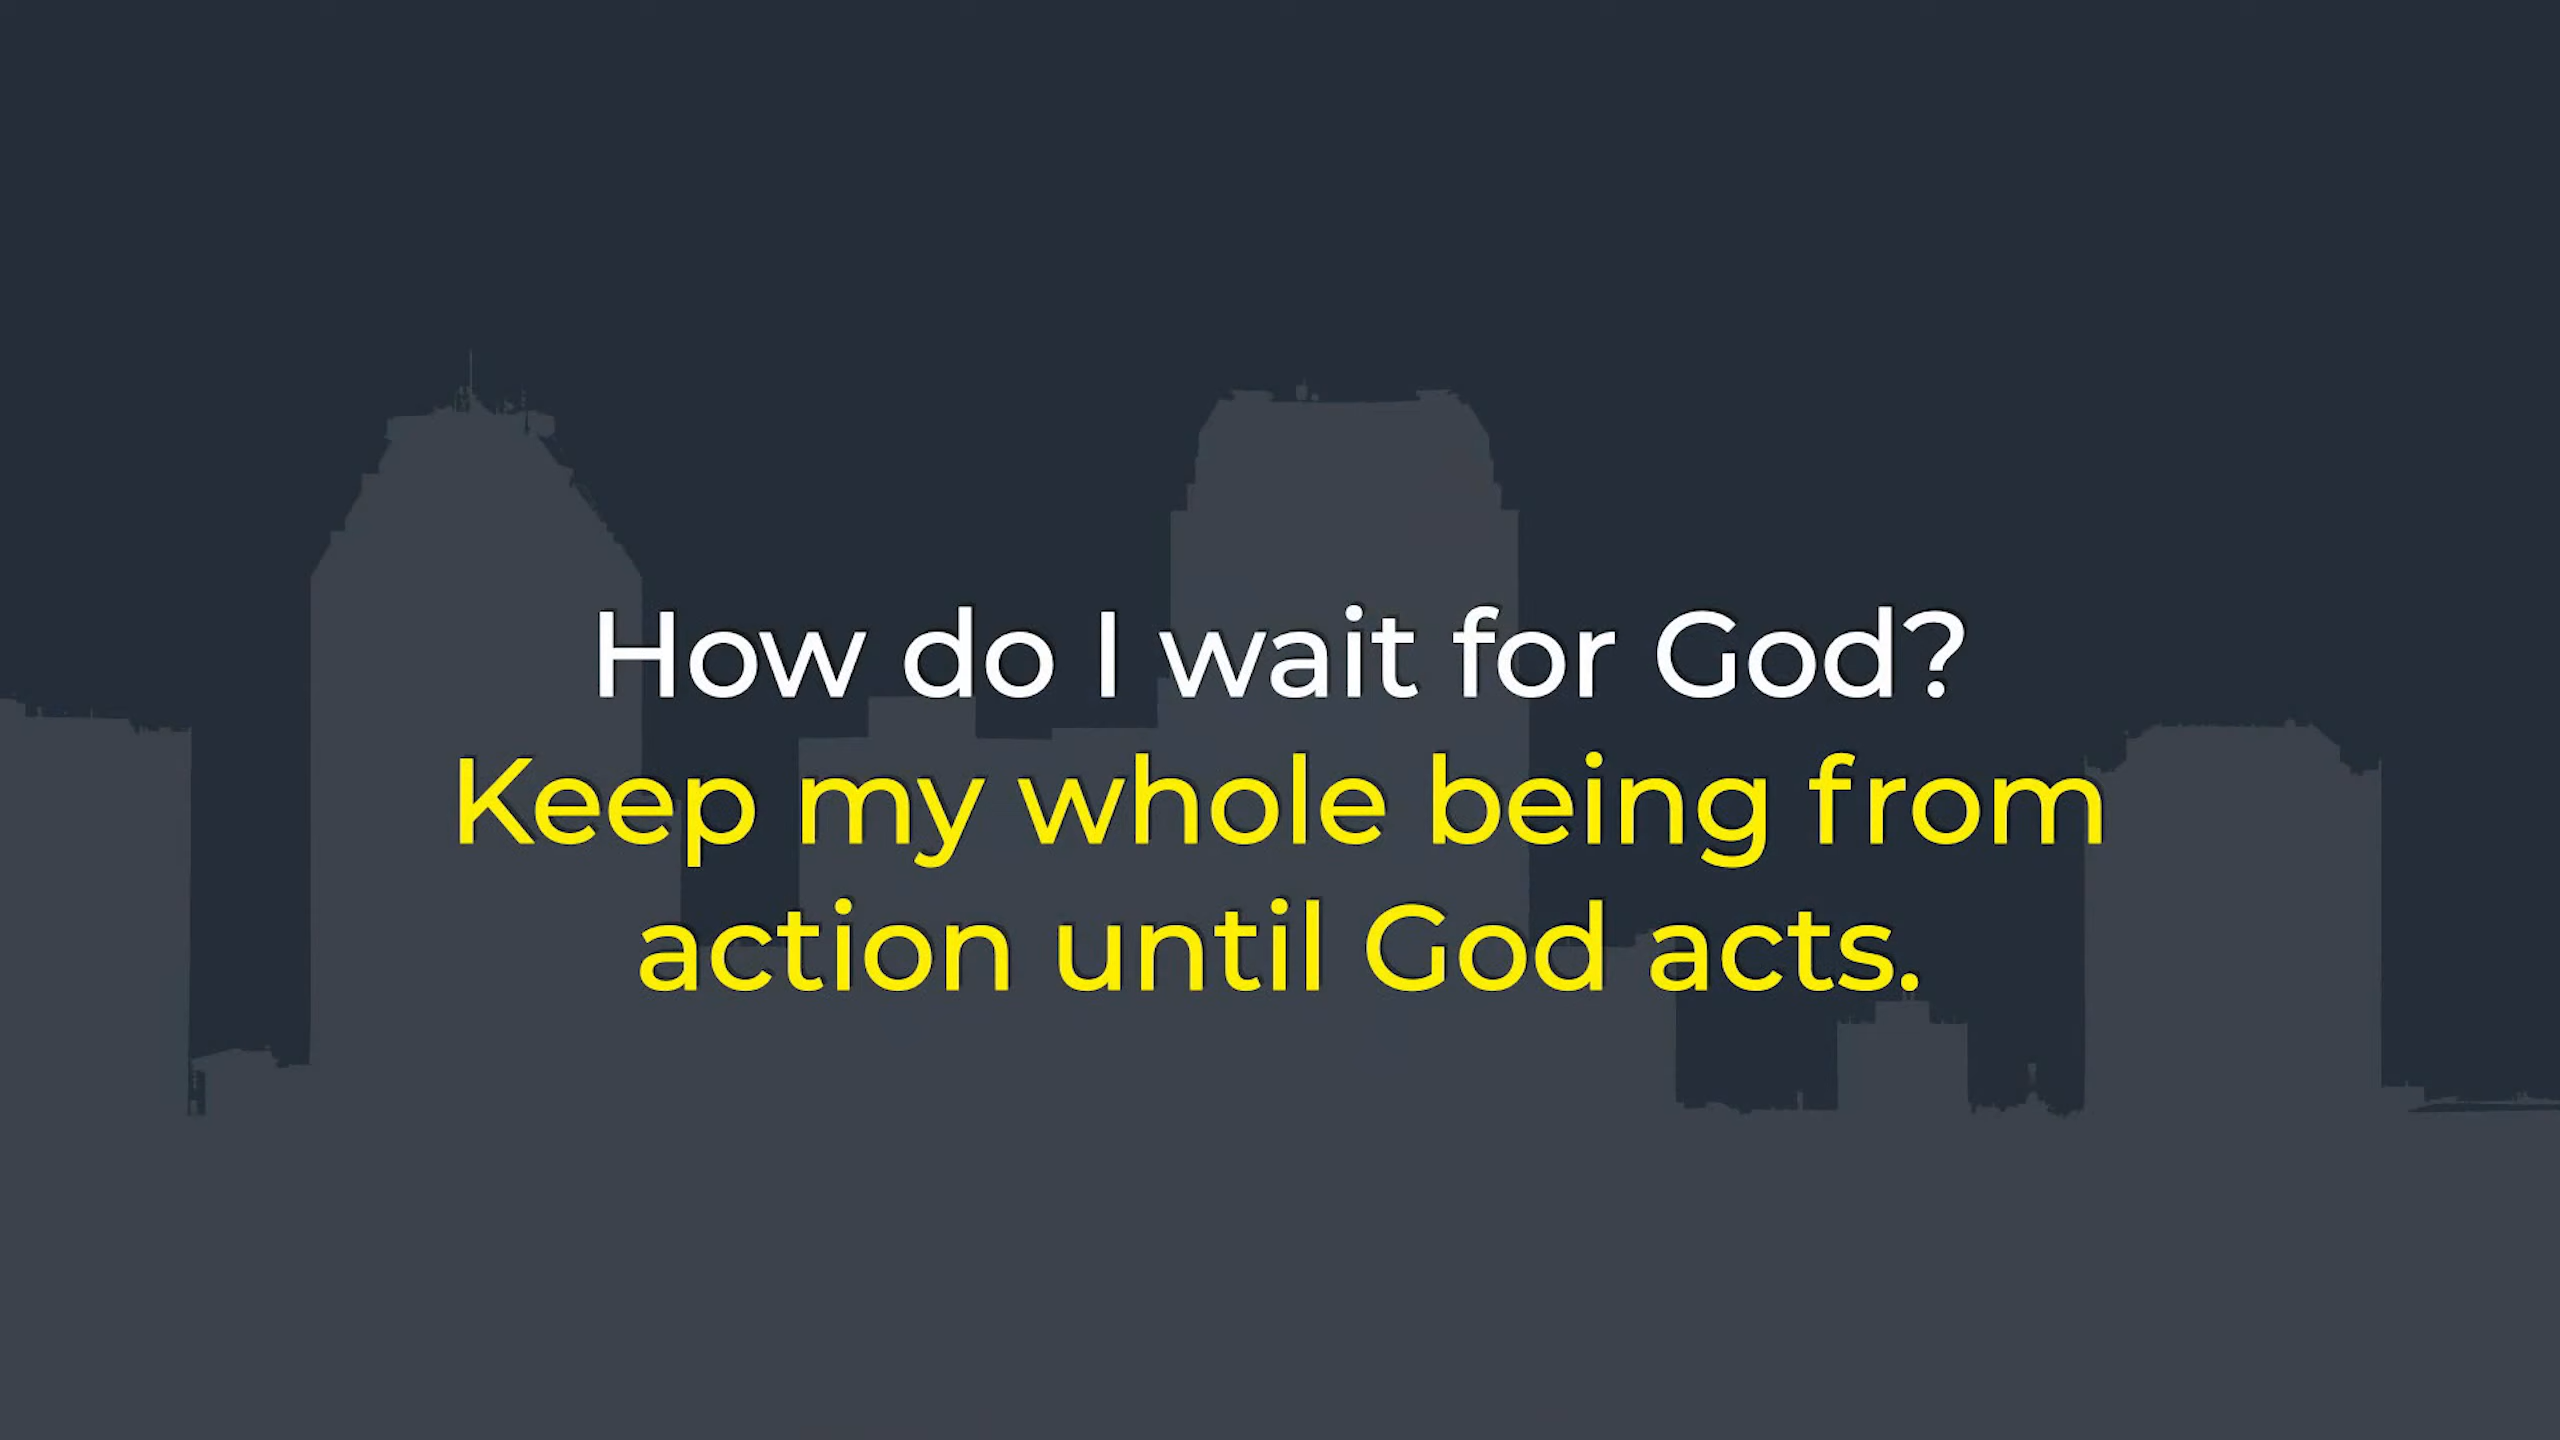 How do I wait for God?
Keep my whole being from
action until God acts.